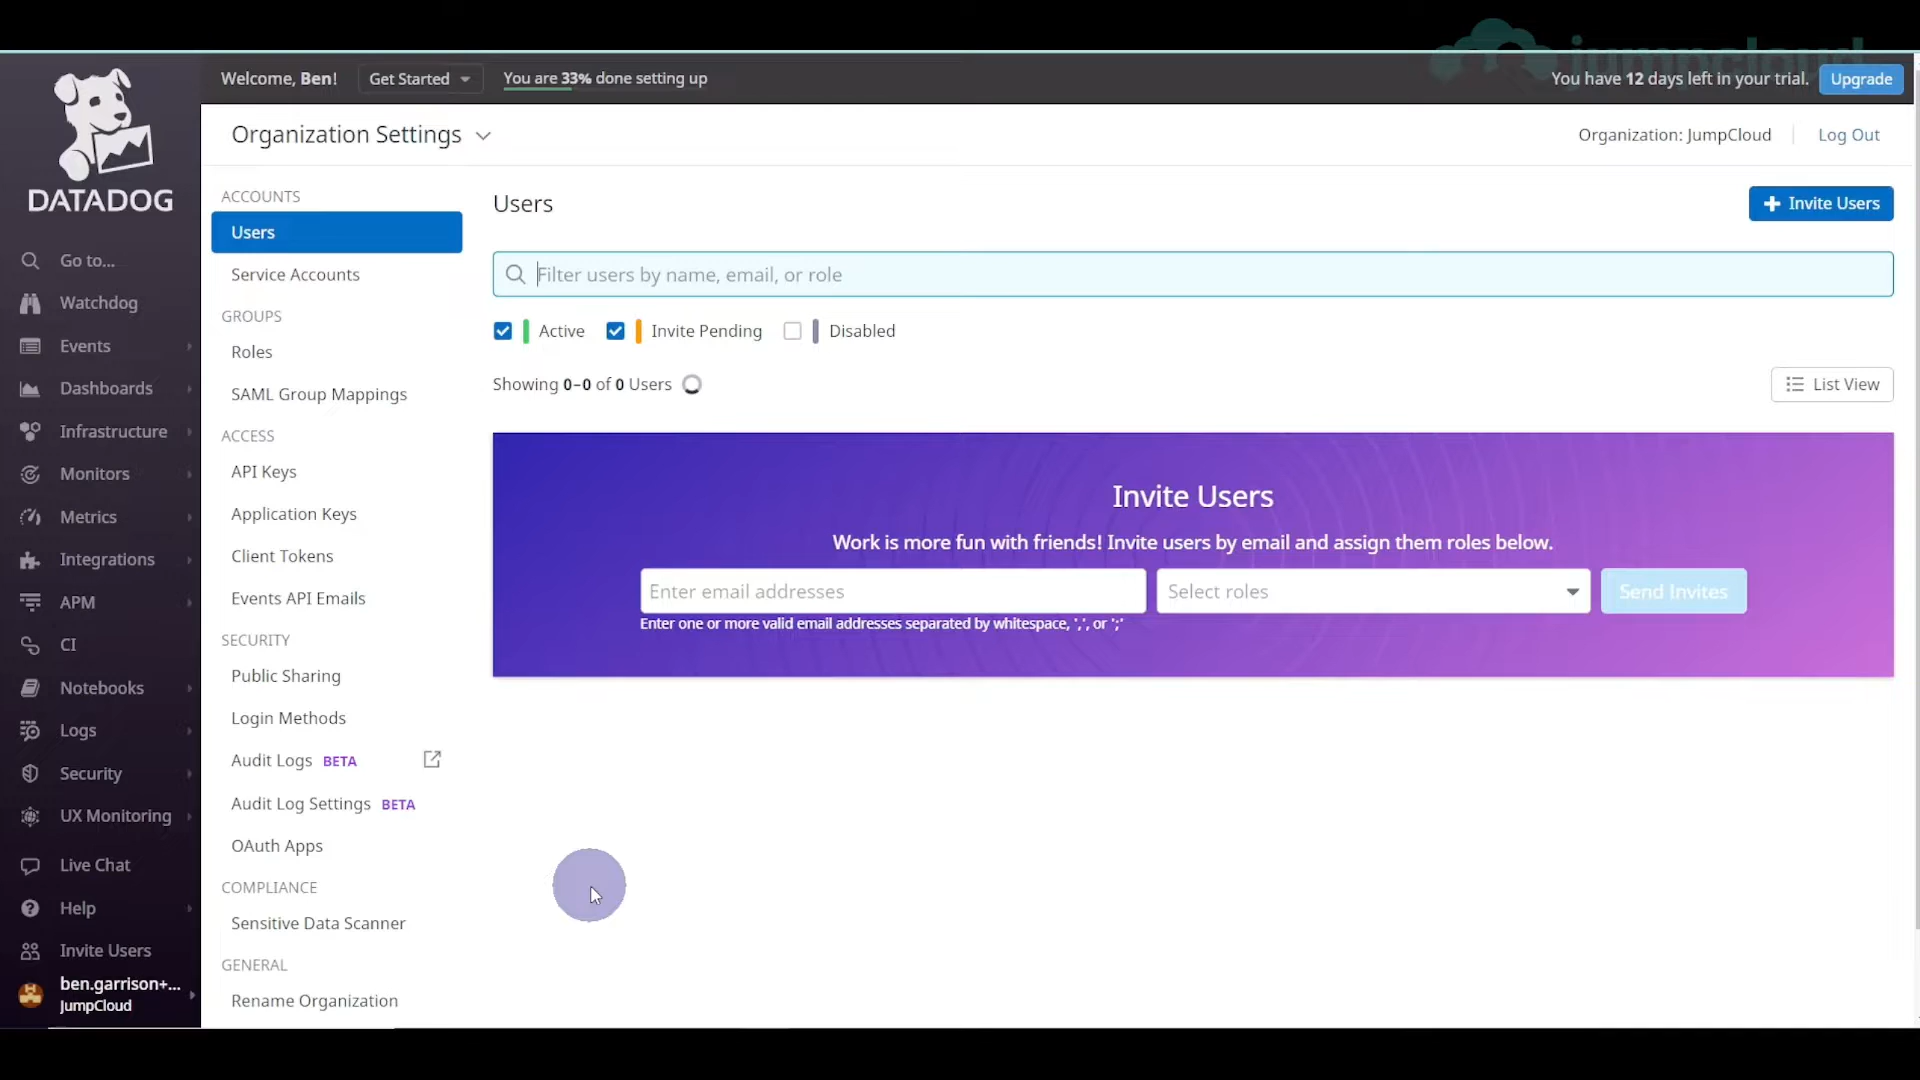 jumpcloud
Welcome, Ben!
Get Started
You are 33% done setting up
You have 12 days left in your trial.
Upgrade
DATADOG
Go to...
Watchdog
Events
Dashboards
Infrastructure
Monitors
Metrics
Integrations
APM
CI
Notebooks
Logs
Security
UX Monitoring
Live Chat
Help
Invite Users
ben.garrison+...
JumpCloud
Organization Settings
Organization: JumpCloud
Log Out
ACCOUNTS
Users
Service Accounts
GROUPS
Roles
SAML Group Mappings
ACCESS
API Keys
Application Keys
Client Tokens
Events API Emails
SECURITY
Public Sharing
Login Methods
Audit Logs BETA
Audit Log Settings BETA
OAuth Apps
COMPLIANCE
Sensitive Data Scanner
GENERAL
Rename Organization
Users
Invite Users
Filter users by name, email, or role
Active
Invite Pending
Disabled
Showing 0–0 of 0 Users
List View
Invite Users
Work is more fun with friends! Invite users by email and assign them roles below.
Enter email addresses
Select roles
Send Invites
Enter one or more valid email addresses separated by whitespace, ',', or ';'